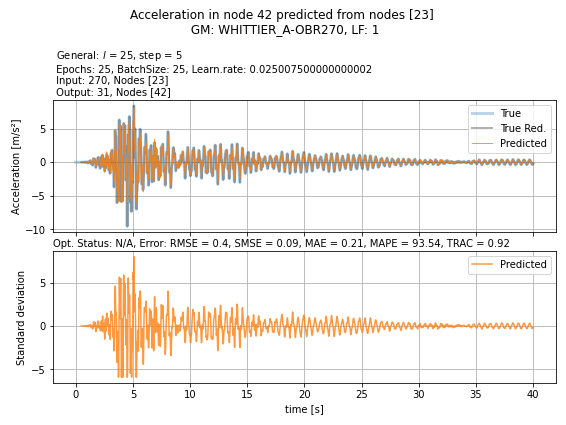 Acceleration in node 42 predicted from nodes [23]
GM: WHITTIER_A-OBR270, LF: 1
General: l = 25, step = 5
Epochs: 25, BatchSize: 25, Learn.rate: 0.025007500000000002
Input: 270, Nodes [23]
Output: 31, Nodes [42]
Acceleration [m/s²]
5
0
−5
−10
True
True Red.
Predicted
Opt. Status: N/A, Error: RMSE = 0.4, SMSE = 0.09, MAE = 0.21, MAPE = 93.54, TRAC = 0.92
Standard deviation
5
0
−5
Predicted
0 5 10 15 20 25 30 35 40
time [s]